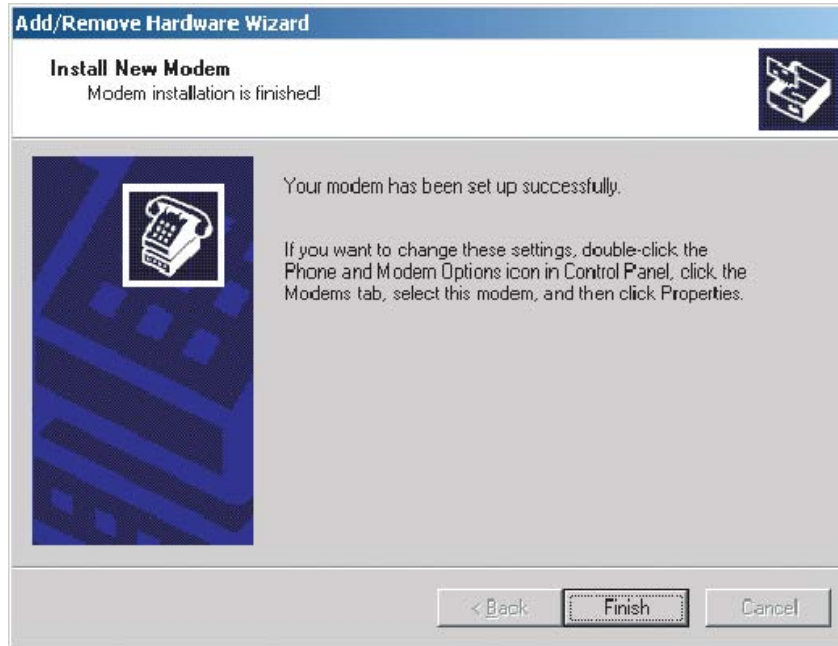 Add/Remove Hardware Wizard
Install New Modem
Modem installation is finished!
Your modem has been set up successfully.
If you want to change these settings, double-click the
Phone and Modem Options icon in Control Panel, click the
Modems tab, select this modem, and then click Properties.
< Back
Finish
Cancel